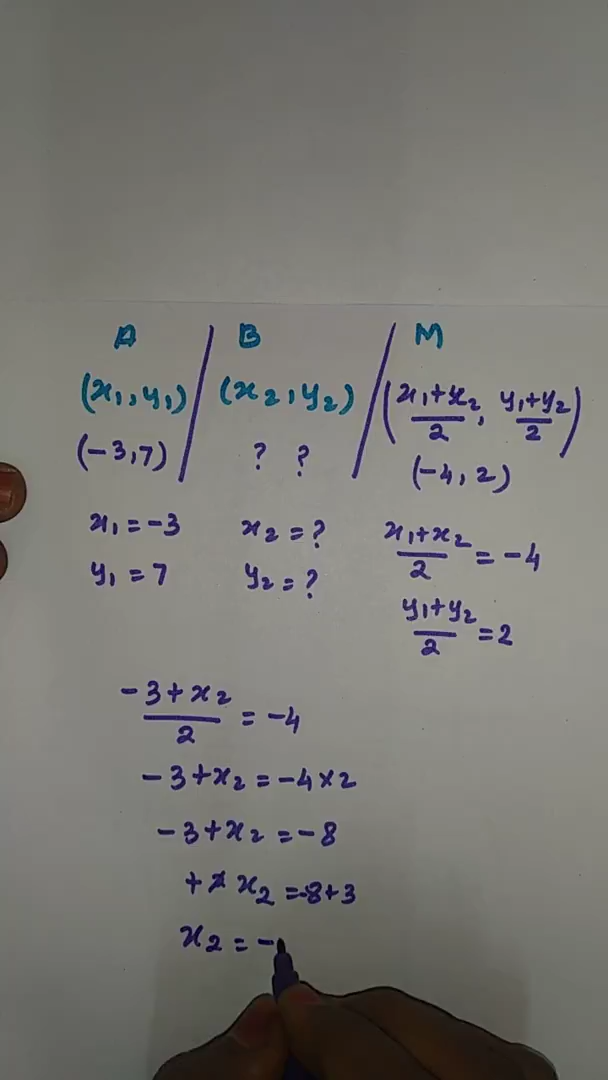 A B M
(x₁, y₁) (x₂, y₂) (x₁+x₂/2, y₁+y₂/2)
(-3, 7) ? ? (-4, 2)
x₁ = -3 x₂ = ? x₁+x₂/2 = -4
y₁ = 7 y₂ = ? y₁+y₂/2 = 2
-3+x₂/2 = -4
-3+x₂ = -4×2
-3+x₂ = -8
+ x₂ = -8+3
x₂ = -